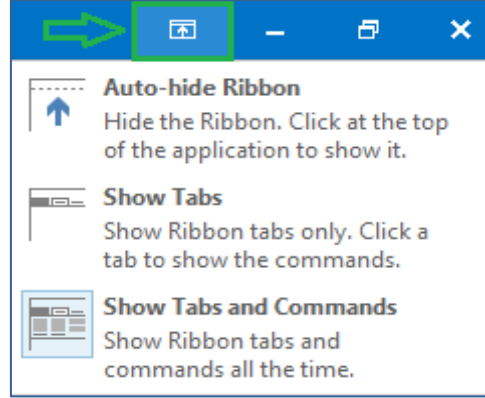 Auto-hide Ribbon
Hide the Ribbon. Click at the top
of the application to show it.
Show Tabs
Show Ribbon tabs only. Click a
tab to show the commands.
Show Tabs and Commands
Show Ribbon tabs and
commands all the time.